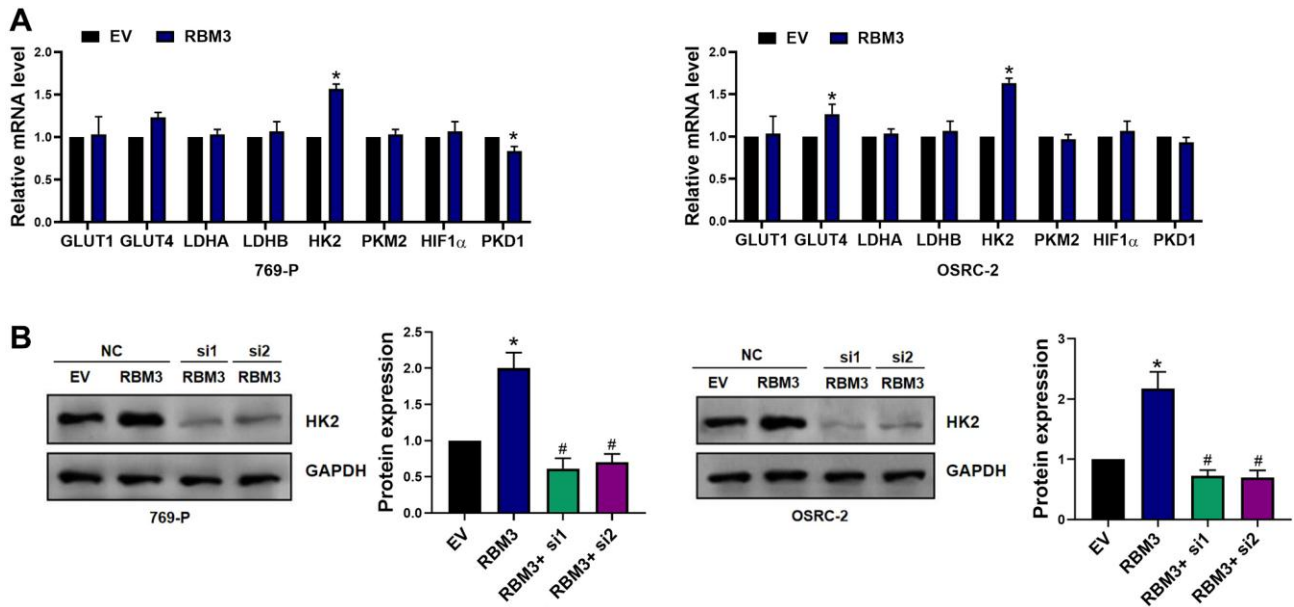 A
EV RBM3
Relative mRNA level
2.0
1.5
1.0
0.5
0.0
GLUT1 GLUT4 LDHA LDHB HK2 PKM2 HIF1α PKD1
* *
769-P
EV RBM3
Relative mRNA level
2.0
1.5
1.0
0.5
0.0
GLUT1 GLUT4 LDHA LDHB HK2 PKM2 HIF1α PKD1
* *
OSRC-2
B
NC si1 si2
EV RBM3 RBM3 RBM3
HK2
GAPDH
769-P
Protein expression
2.5
2.0
1.5
1.0
0.5
0.0
* # #
EV RBM3 RBM3+ si1 RBM3+ si2
NC si1 si2
EV RBM3 RBM3 RBM3
HK2
GAPDH
OSRC-2
Protein expression
3
2
1
0
* # #
EV RBM3 RBM3+ si1 RBM3+ si2